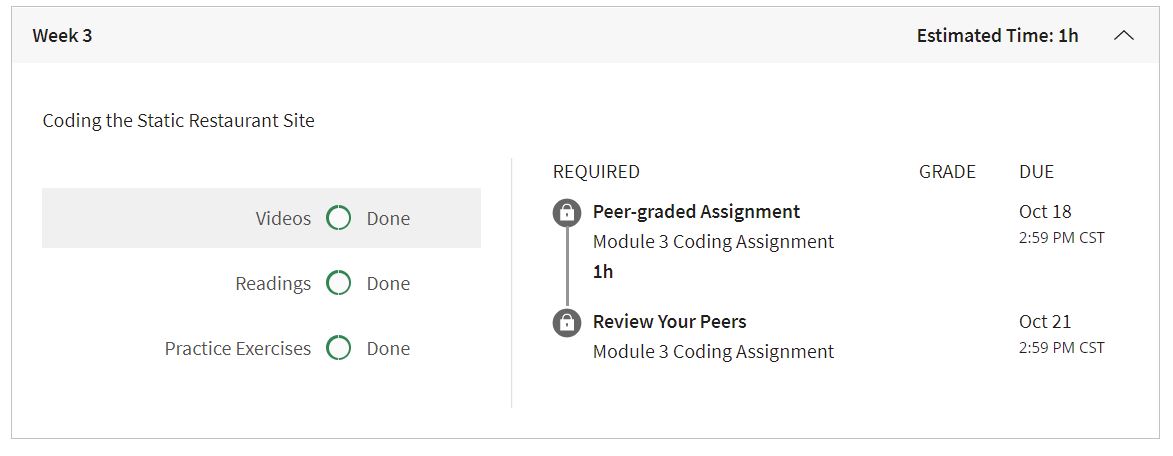 Week 3
Estimated Time: 1h
Coding the Static Restaurant Site
Videos Done
Readings Done
Practice Exercises Done
REQUIRED GRADE DUE
Peer-graded Assignment Oct 18
Module 3 Coding Assignment 2:59 PM CST
1h
Review Your Peers Oct 21
Module 3 Coding Assignment 2:59 PM CST